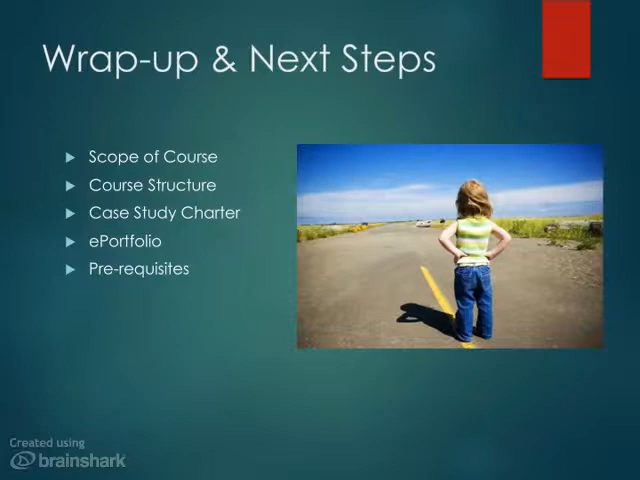 Wrap-up & Next Steps
Scope of Course
Course Structure
Case Study Charter
ePortfolio
Pre-requisites
Created using
brainshark